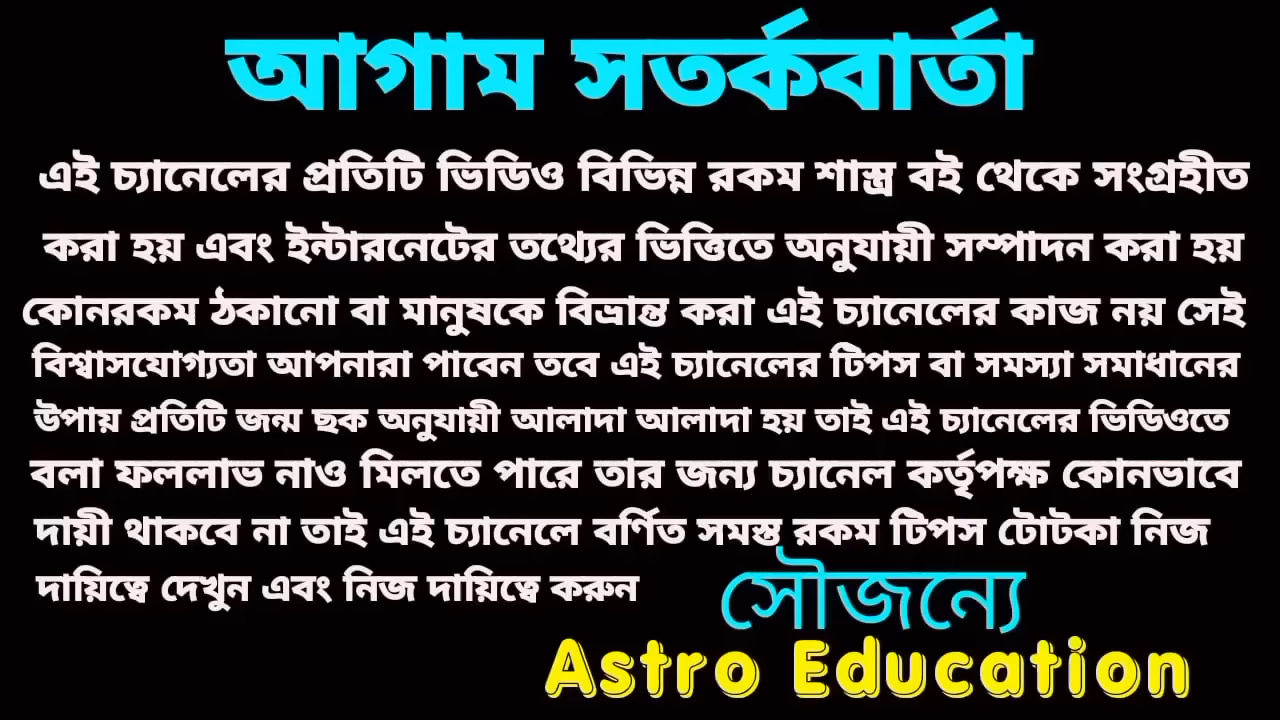 আগাম সতর্কবার্তা
এই চ্যানেলের প্রতিটি ভিডিও বিভিন্ন রকম শাস্ত্র বই থেকে সংগ্রহীত
করা হয় এবং ইন্টারনেটের তথ্যের ভিত্তিতে অনুযায়ী সম্পাদন করা হয়
কোনরকম ঠকানো বা মানুষকে বিভ্রান্ত করা এই চ্যানেলের কাজ নয় সেই
বিশ্বাসযোগ্যতা আপনারা পাবেন তবে এই চ্যানেলের টিপস বা সমস্যা সমাধানের
উপায় প্রতিটি জন্ম ছক অনুযায়ী আলাদা আলাদা হয় তাই এই চ্যানেলের ভিডিওতে
বলা ফললাভ নাও মিলতে পারে তার জন্য চ্যানেল কর্তৃপক্ষ কোনভাবে
দায়ী থাকবে না তাই এই চ্যানেলে বর্ণিত সমস্ত রকম টিপস টোটকা নিজ
দায়িত্বে দেখুন এবং নিজ দায়িত্বে করুন
সৌজন্যে
Astro Education